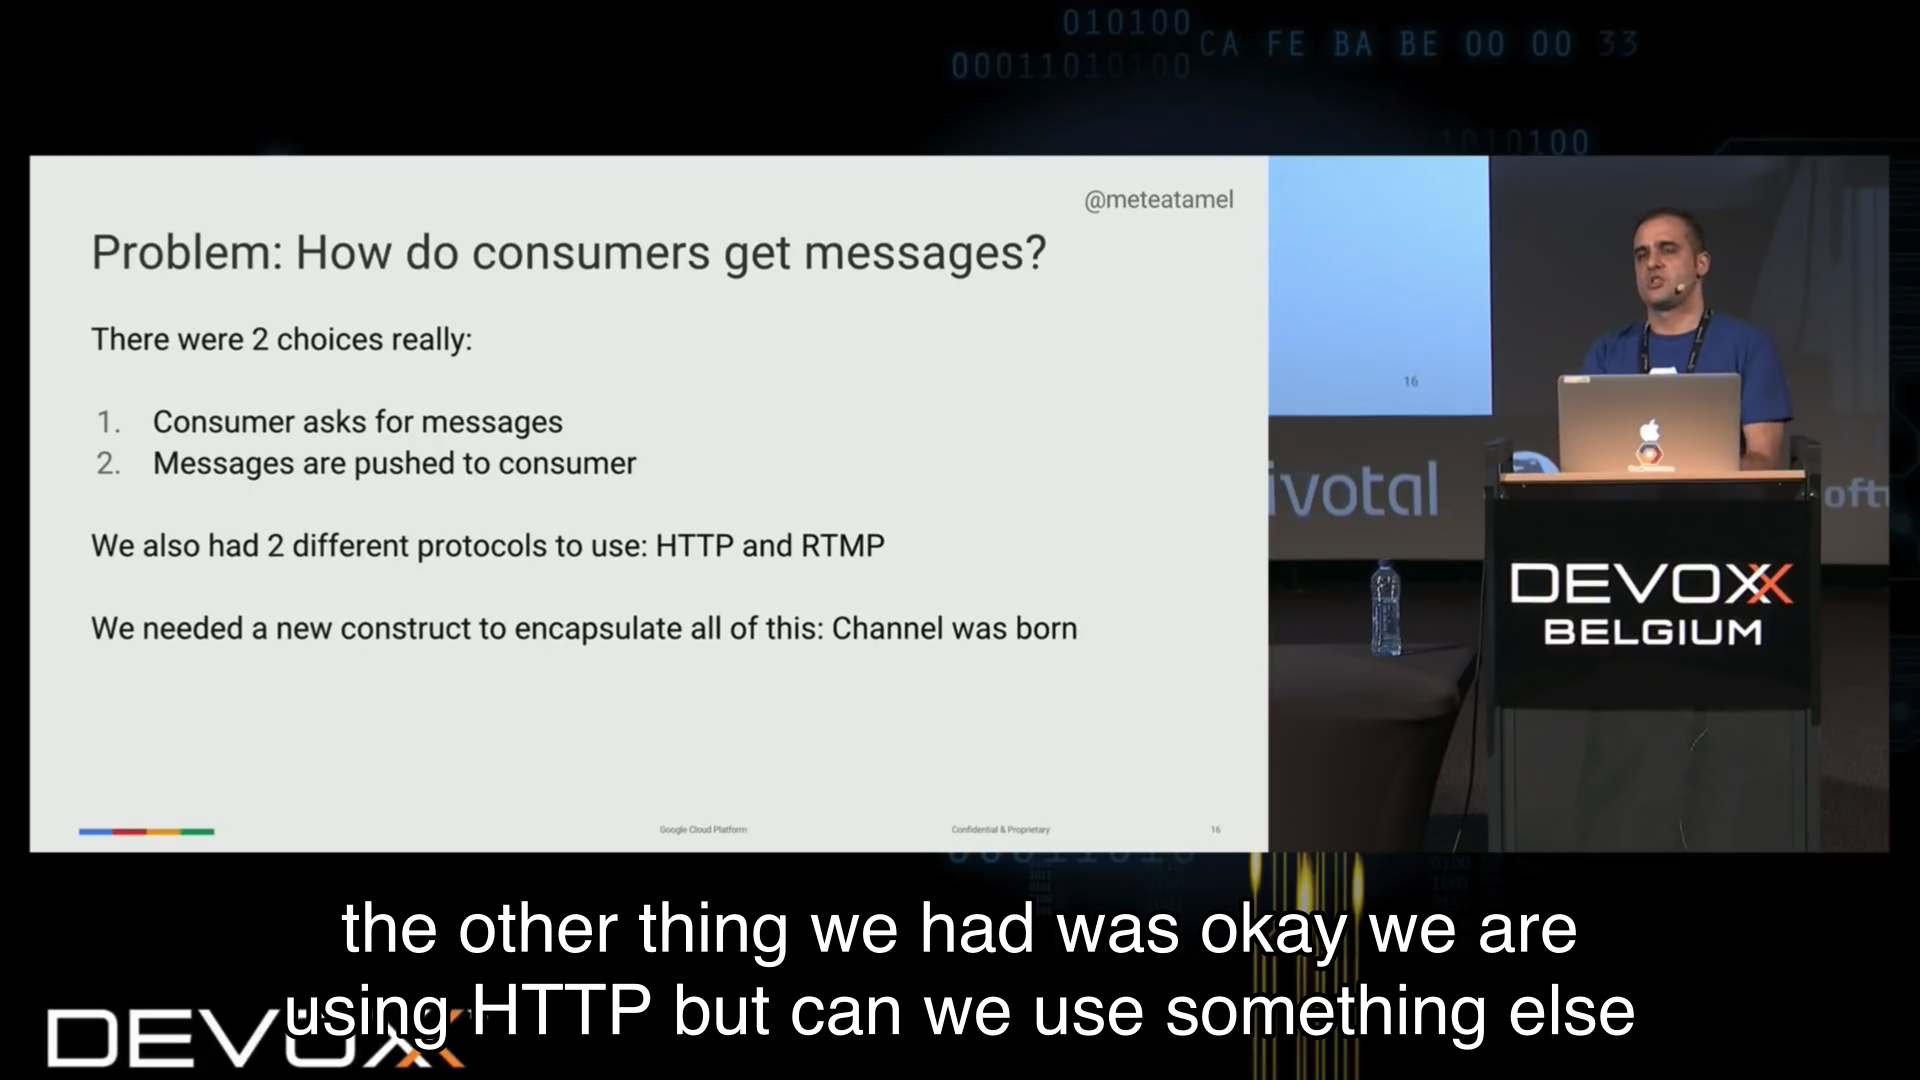 010100
CA FE BA BE 00 00 33
000110101 0100
1010100
@meteatamel
Problem: How do consumers get messages?
There were 2 choices really:
1. Consumer asks for messages
2. Messages are pushed to consumer
We also had 2 different protocols to use: HTTP and RTMP
We needed a new construct to encapsulate all of this: Channel was born
Google Cloud Platform
Confidential & Proprietary
16
16
ivotal
oft
DEVOXX
BELGIUM
the other thing we had was okay we are
using HTTP but can we use something else
DEVOXX